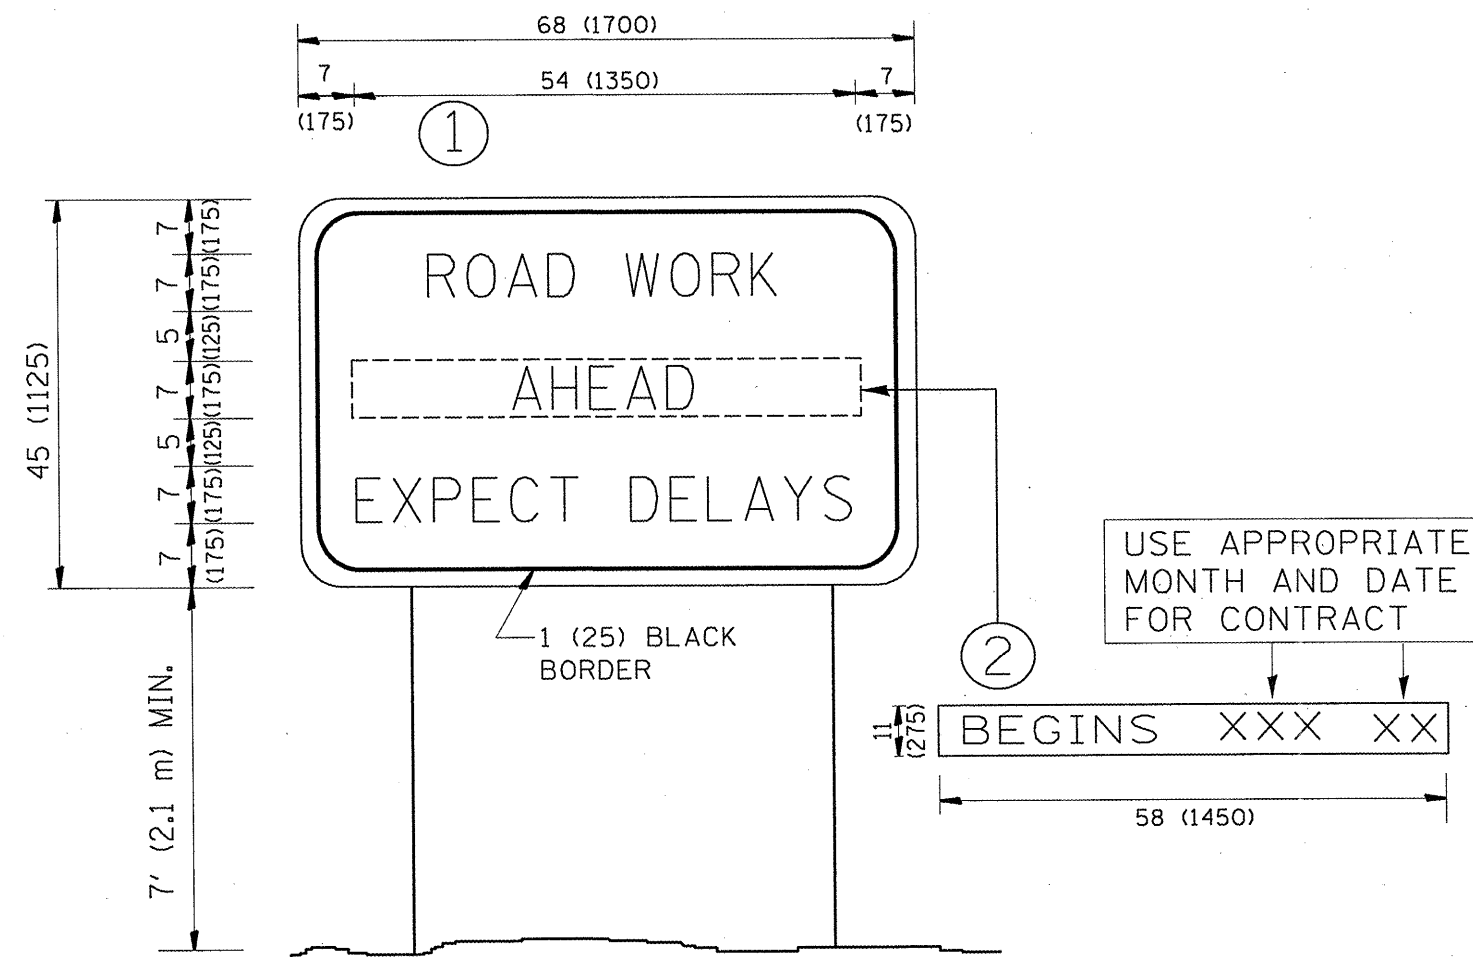 68 (1700)
7
54 (1350)
7
(175)
(175)
1
45 (1125)
7
(175)
7
(175)
5
(125)
7
(175)
5
(125)
7
(175)
7
(175)
ROAD WORK
AHEAD
EXPECT DELAYS
1 (25) BLACK
BORDER
7' (2.1 m) MIN.
2
USE APPROPRIATE
MONTH AND DATE
FOR CONTRACT
11
(275)
BEGINS XXX XX
58 (1450)